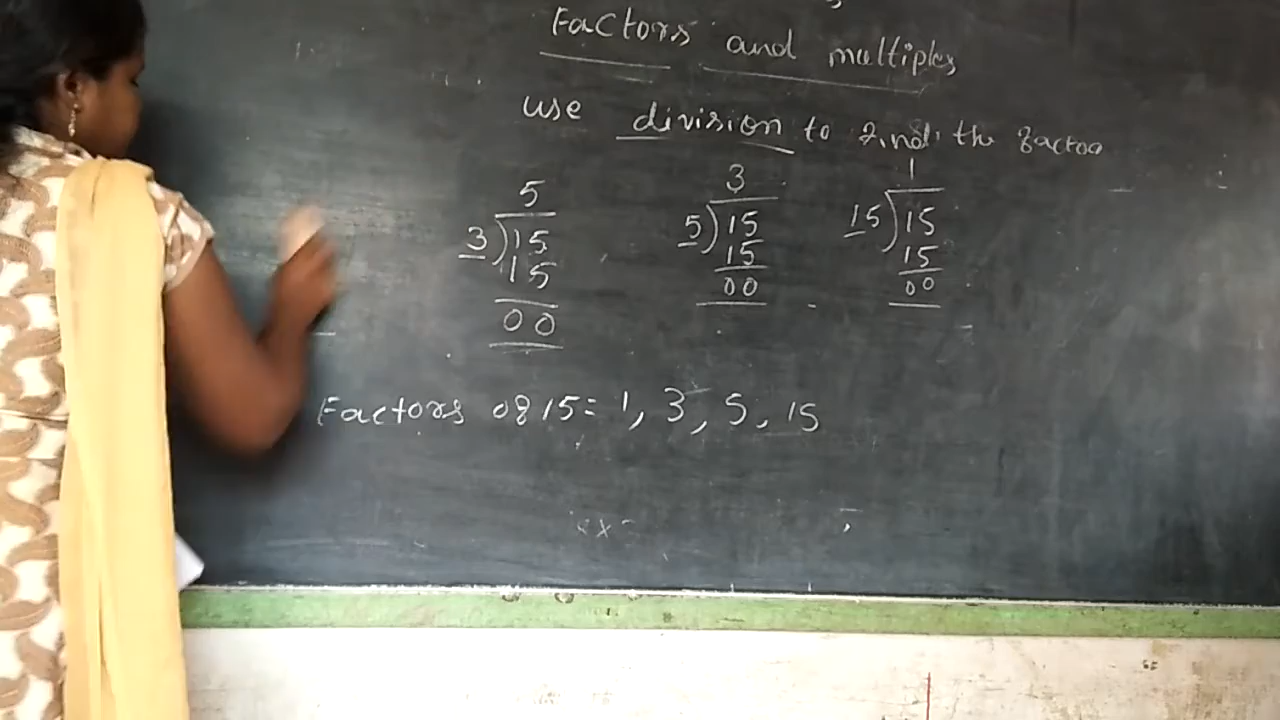 Factors and multiples
use division to find the factor
5 3 1
3)15 5)15 15)15
15 15 15
00 00 00
Factors of 15 = 1, 3, 5, 15